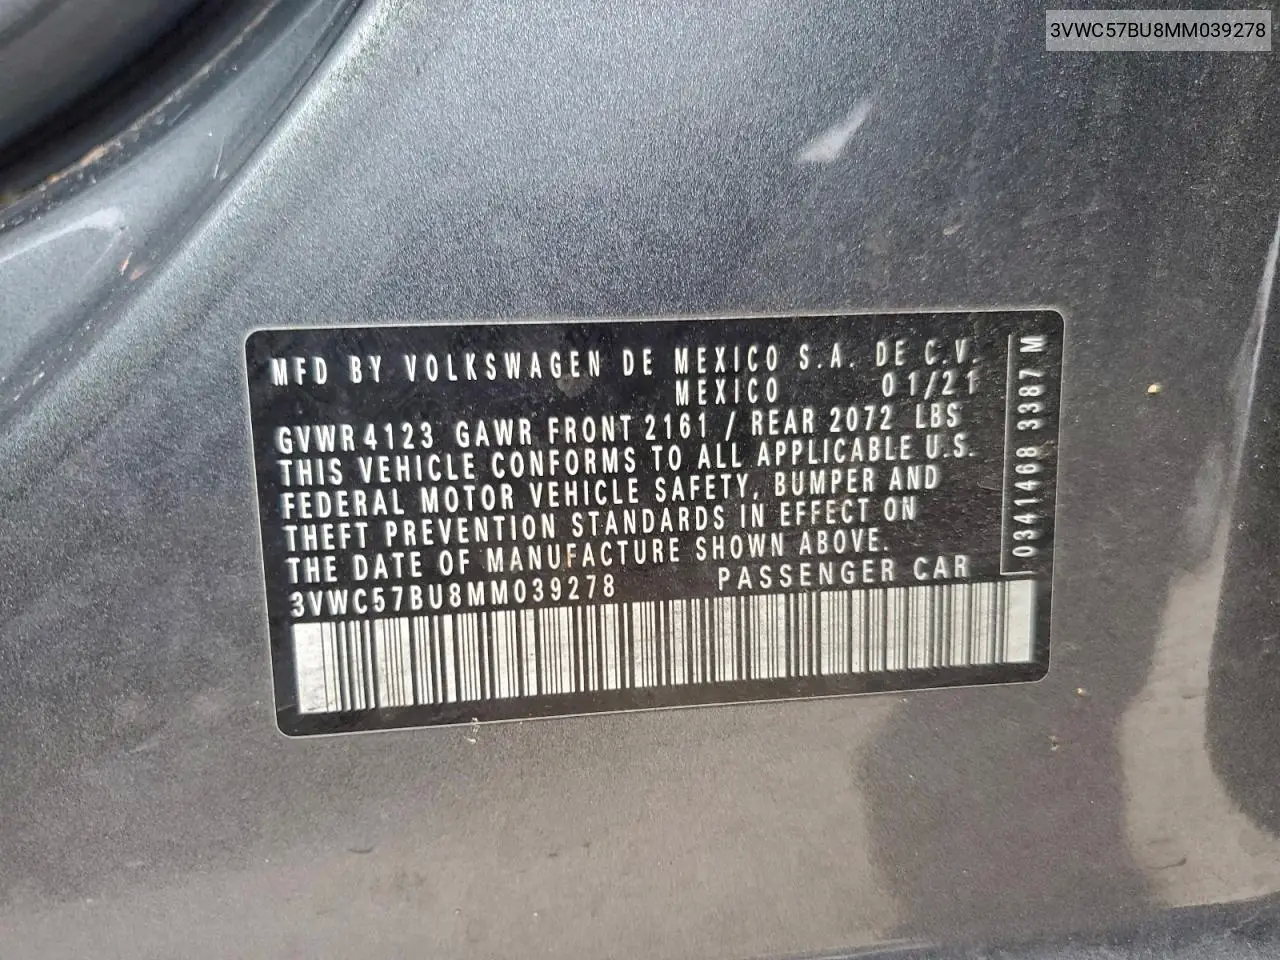 3VWC57BU8MM039278
MFD BY VOLKSWAGEN DE MEXICO S.A. DE C.V.
MEXICO 01/21
GVWR 4123 GAWR FRONT 2161 / REAR 2072 LBS
THIS VEHICLE CONFORMS TO ALL APPLICABLE U.S.
FEDERAL MOTOR VEHICLE SAFETY, BUMPER AND
THEFT PREVENTION STANDARDS IN EFFECT ON
THE DATE OF MANUFACTURE SHOWN ABOVE.
3VWC57BU8MM039278 PASSENGER CAR
0341468 3387 M